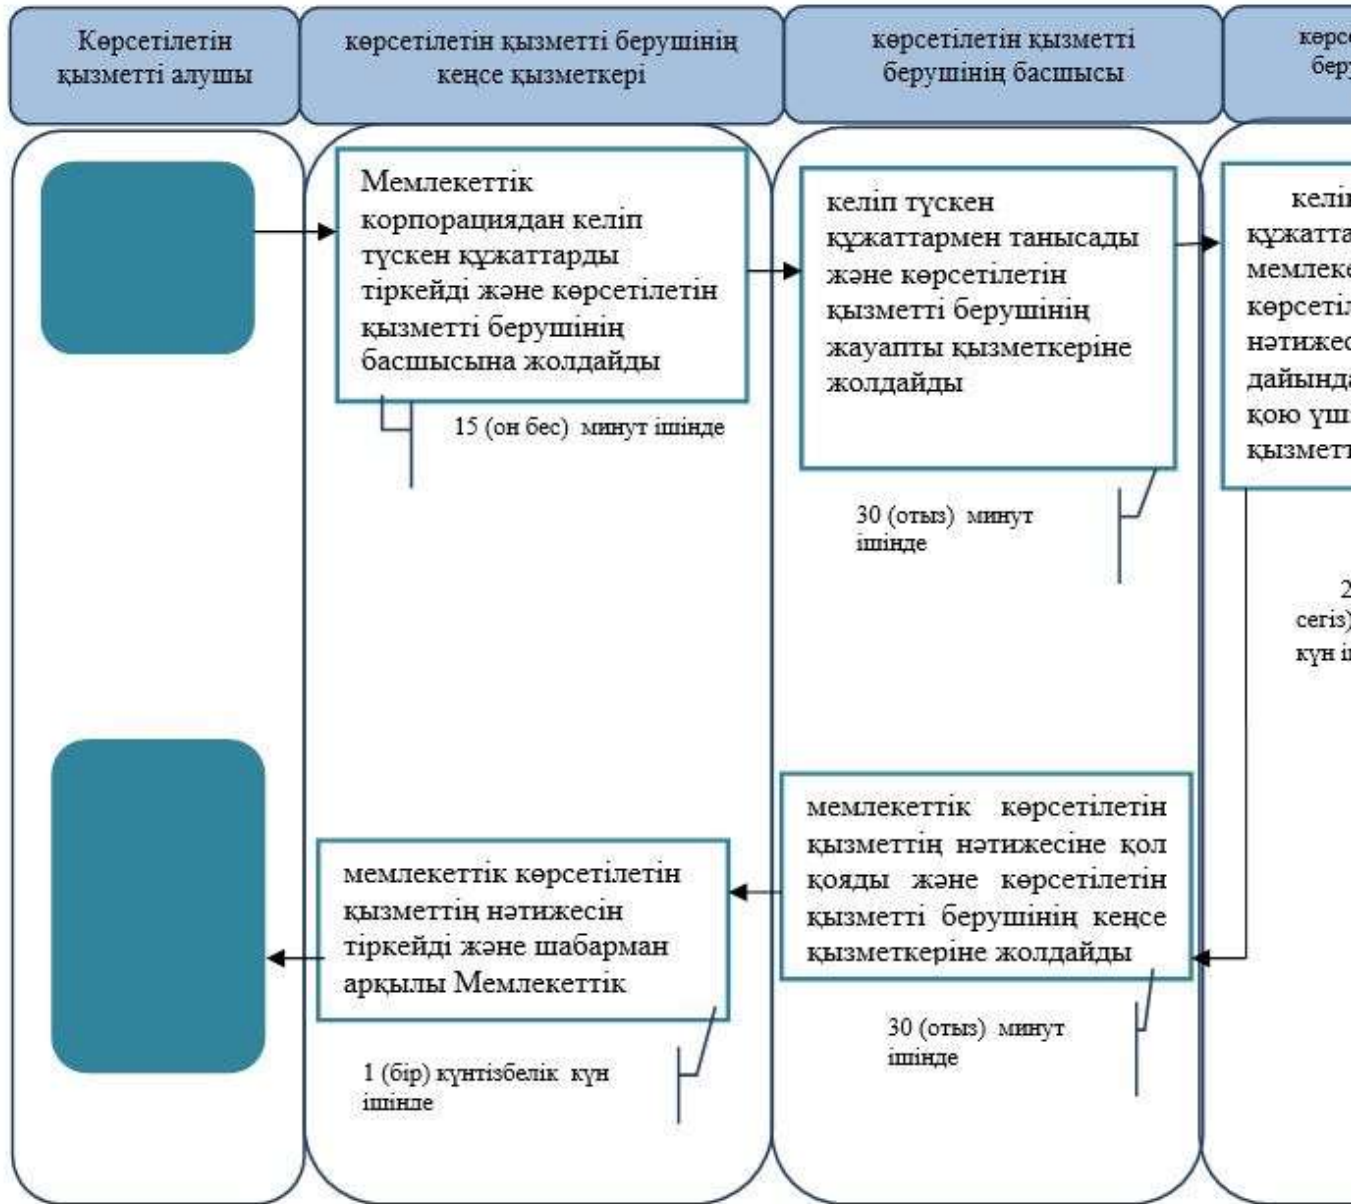 Көрсетілетін
қызметті алушы
көрсетілетін қызметті берушінің
кеңсе қызметкері
көрсетілетін қызметті
берушінің басшысы
Мемлекеттік
корпорациядан келіп
түскен құжаттарды
тіркейді және көрсетілетін
қызметті берушінің
басшысына жолдайды
15 (он бес) минут ішінде
келіп түскен
құжаттармен танысады
және көрсетілетін
қызметті берушінің
жауапты қызметкеріне
жолдайды
30 (отыз) минут
ішінде
сегіз)
күн
мемлекеттік көрсетілетін
қызметтің нәтижесіне қол
қояды және көрсетілетін
қызметті берушінің кеңсе
қызметкеріне жолдайды
30 (отыз) минут
ішінде
мемлекеттік көрсетілетін
қызметтің нәтижесін
тіркейді және шабарман
арқылы Мемлекеттік
1 (бір) күнтізбелік күн
ішінде